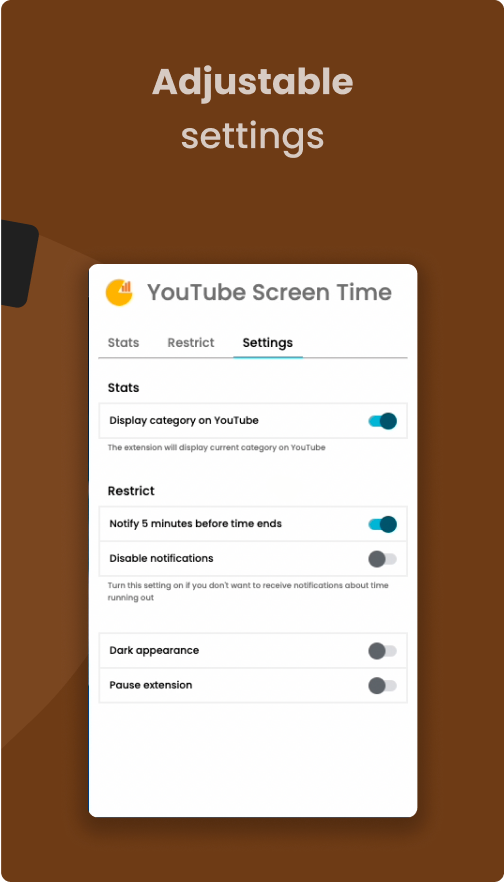 Adjustable
settings
YouTube Screen Time
Stats Restrict Settings
Stats
Display category on YouTube
The extension will display current category on YouTube
Restrict
Notify 5 minutes before time ends
Disable notifications
Turn this setting on if you don't want to receive notifications about time
running out
Dark appearance
Pause extension